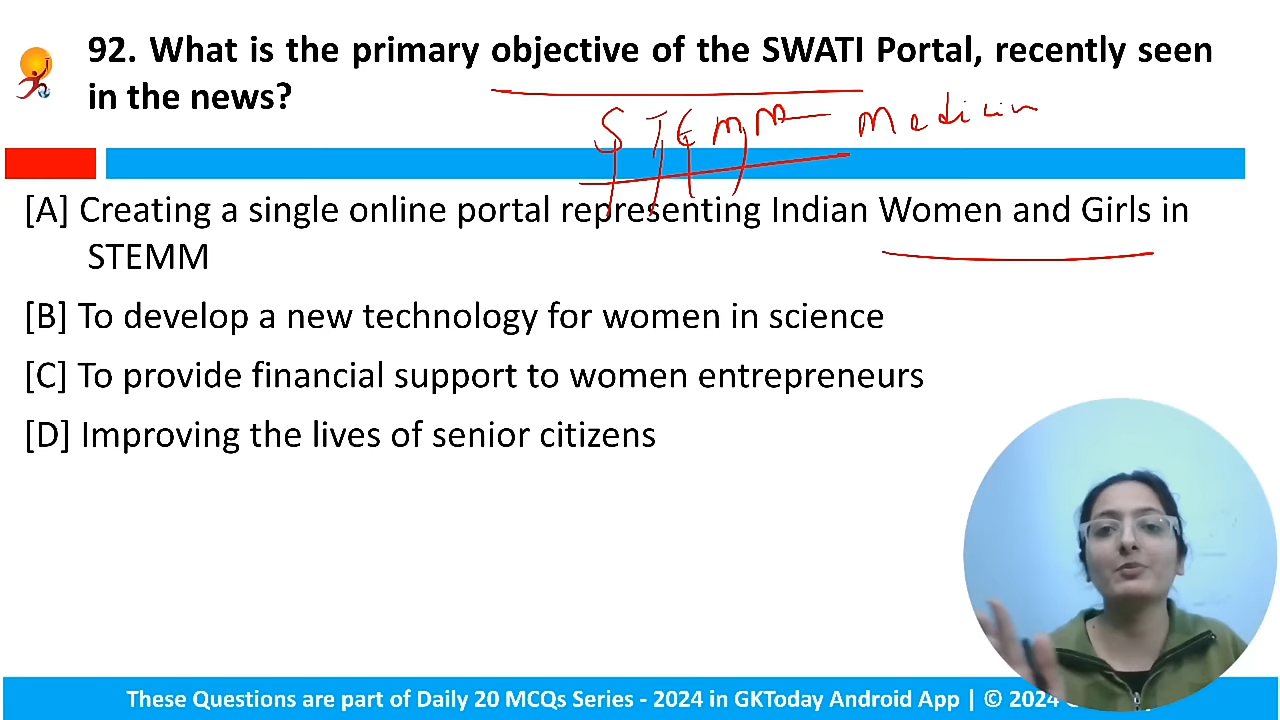 92. What is the primary objective of the SWATI Portal, recently seen
in the news?
S T E M M Medicin
[A] Creating a single online portal representing Indian Women and Girls in
STEMM
[B] To develop a new technology for women in science
[C] To provide financial support to women entrepreneurs
[D] Improving the lives of senior citizens
These Questions are part of Daily 20 MCQs Series - 2024 in GKToday Android App | © 2024